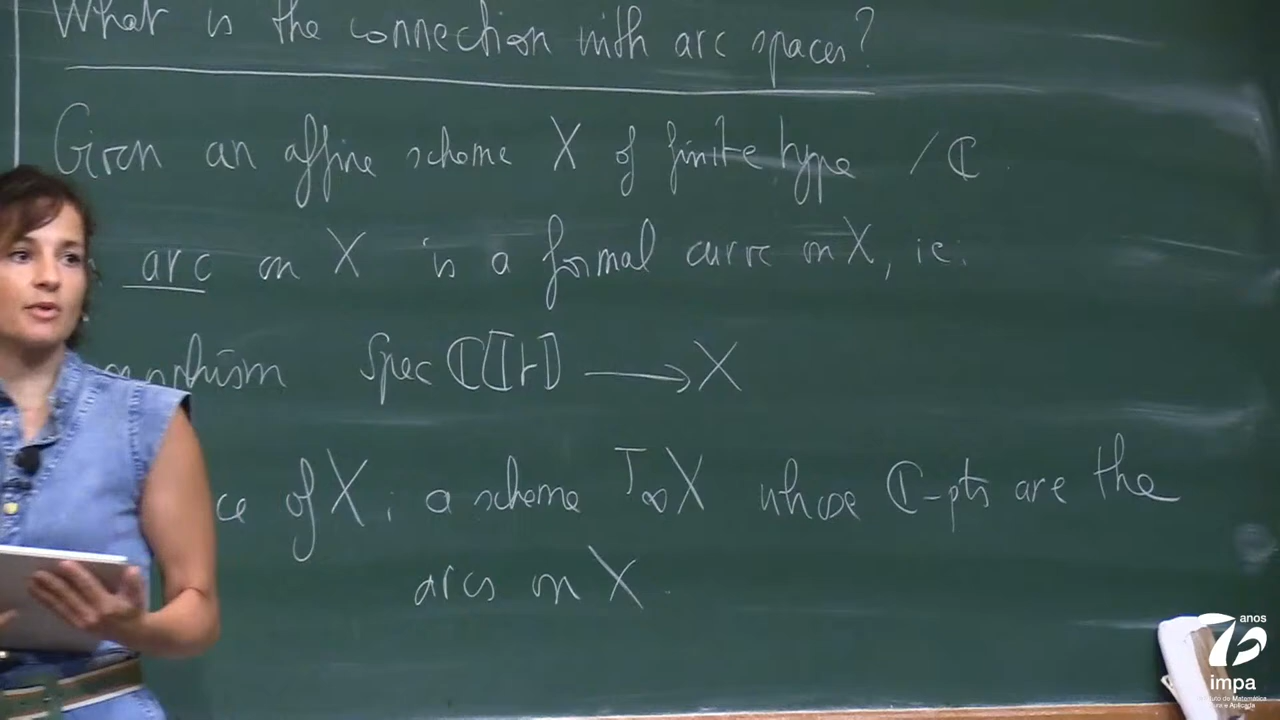 What is the connection with arc spaces?
Given an affine scheme X of finite type /ℂ
arc on X is a formal curve on X, ie:
morphism Spec ℂ[[t]] ⟶ X
of X: a scheme J∞X whose ℂ-pts are the
arcs on X.
anos
impa